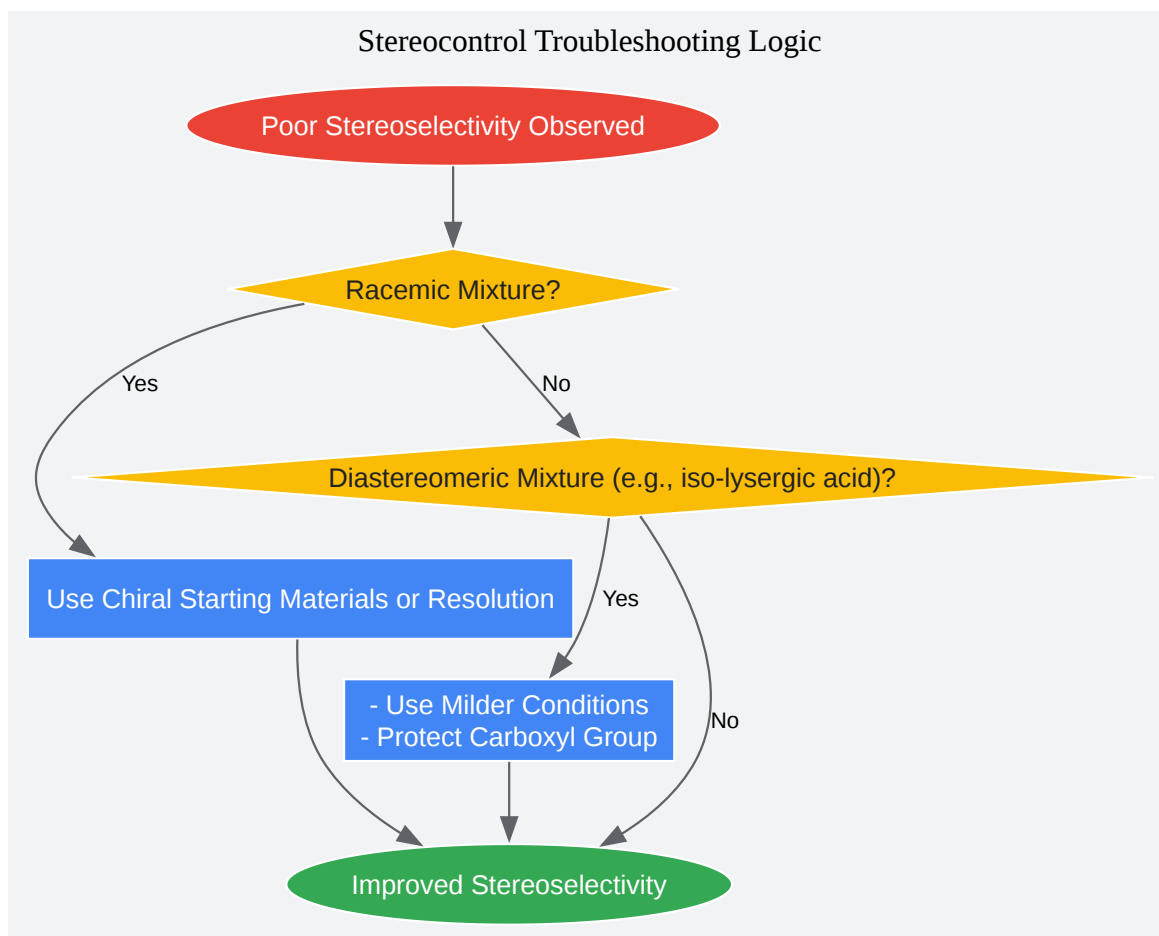 Stereocontrol Troubleshooting Logic
Poor Stereoselectivity Observed
Racemic Mixture?
Yes
No
Diastereomeric Mixture (e.g., iso-lysergic acid)?
Use Chiral Starting Materials or Resolution
Yes
- Use Milder Conditions
- Protect Carboxyl Group
No
Improved Stereoselectivity